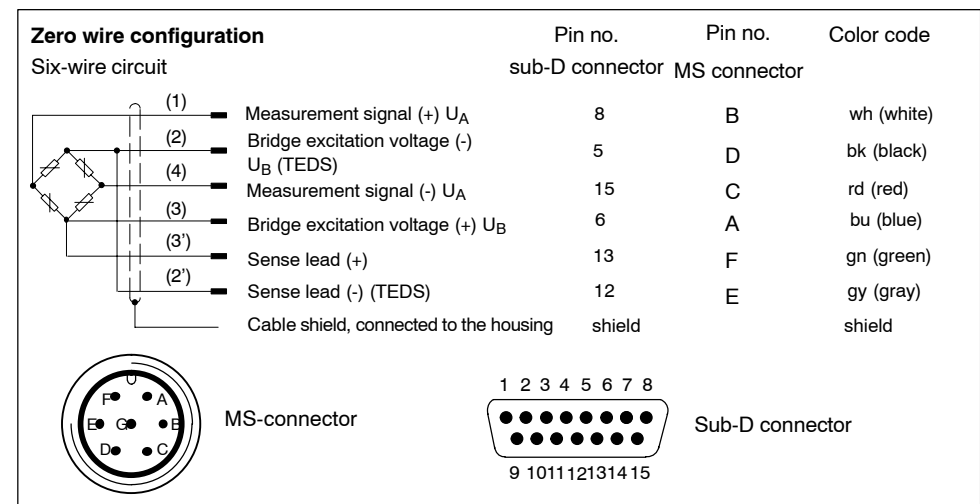 Zero wire configuration Pin no. Pin no. Color code
Six-wire circuit sub-D connector MS connector
(1) Measurement signal (+) UA 8 B wh (white)
(2) Bridge excitation voltage (-)
UB (TEDS) 5 D bk (black)
(4) Measurement signal (-) UA 15 C rd (red)
(3) Bridge excitation voltage (+) UB 6 A bu (blue)
(3') Sense lead (+) 13 F gn (green)
(2') Sense lead (-) (TEDS) 12 E gy (gray)
Cable shield, connected to the housing shield shield
1 2 3 4 5 6 7 8
F A
E G B
D C
MS-connector
Sub-D connector
9 10 11 12 13 14 15